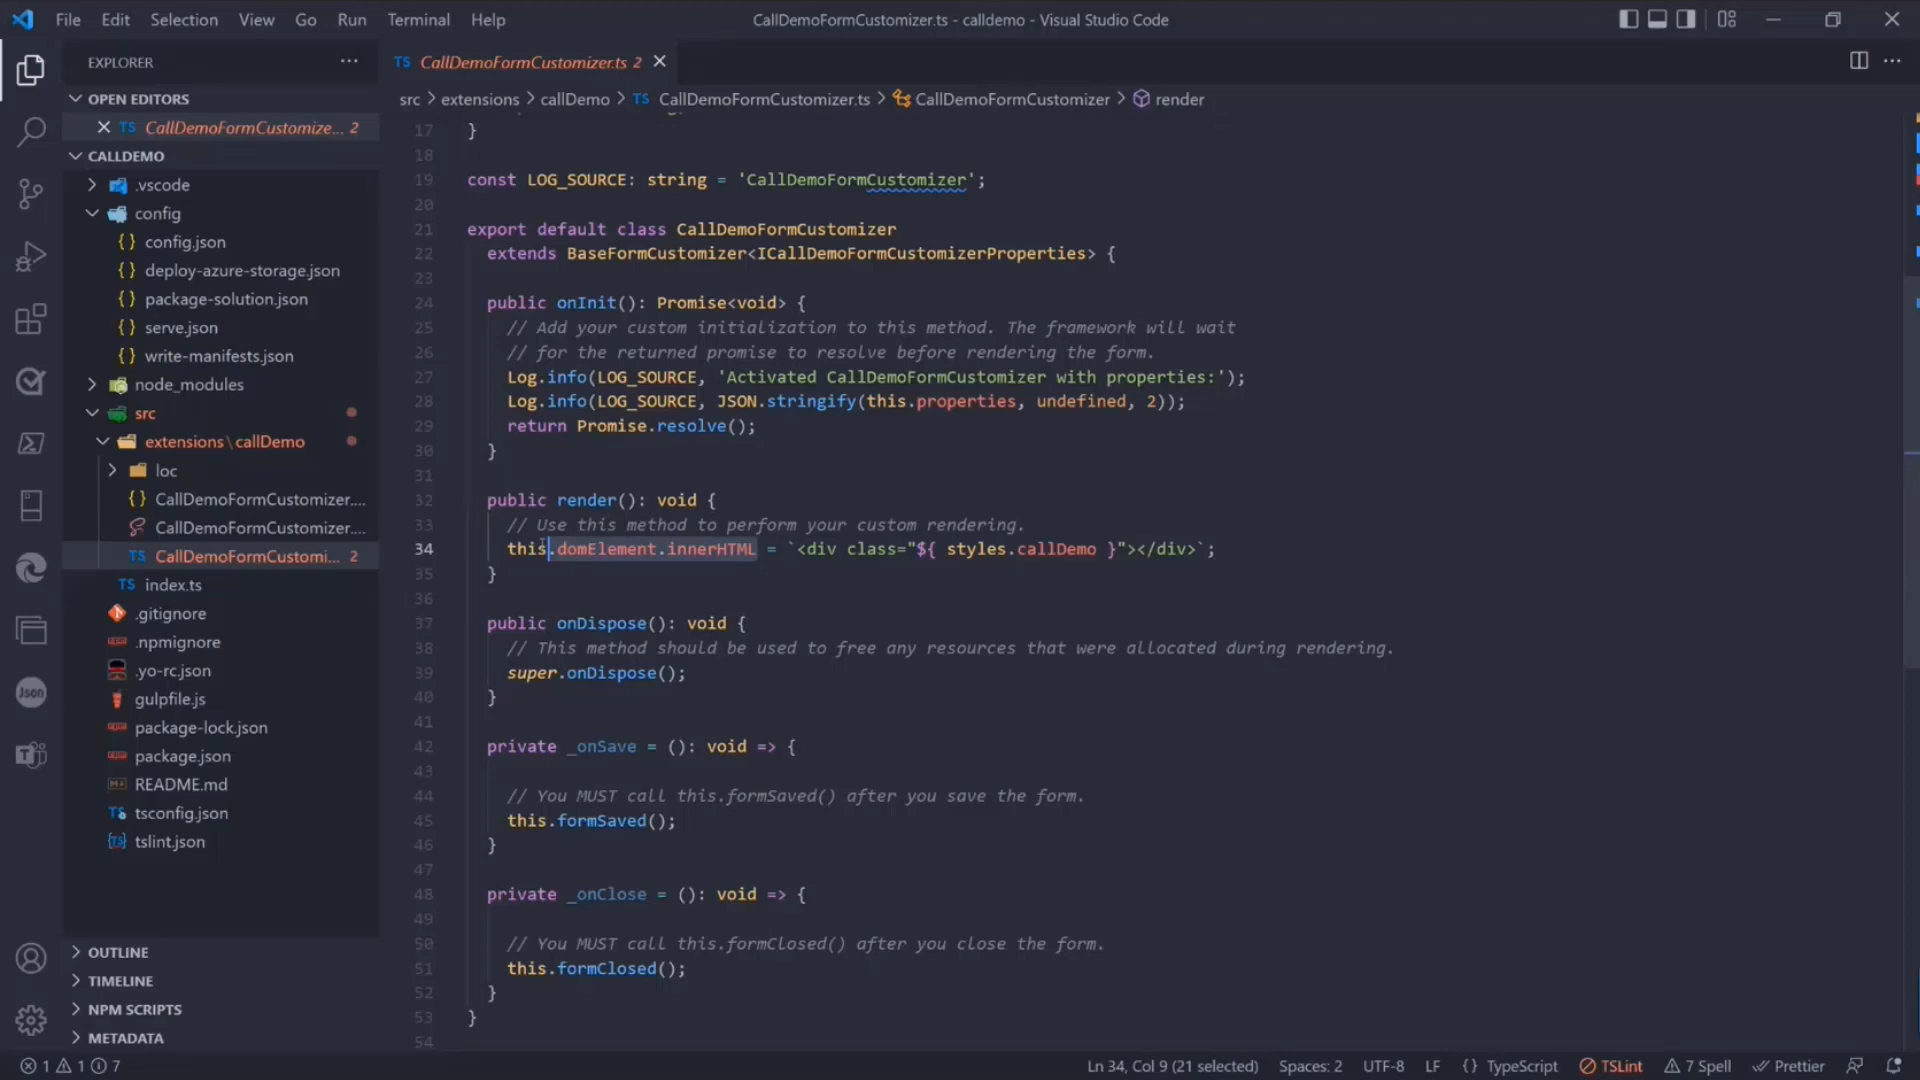 File Edit Selection View Go Run Terminal Help
CallDemoFormCustomizer.ts - calldemo - Visual Studio Code
EXPLORER
TS CallDemoFormCustomizer.ts 2
OPEN EDITORS
TS CallDemoFormCustomize... 2
CALLDEMO
.vscode
config
{} config.json
{} deploy-azure-storage.json
{} package-solution.json
{} serve.json
{} write-manifests.json
node_modules
src
extensions\callDemo
loc
{} CallDemoFormCustomizer....
CallDemoFormCustomizer....
TS CallDemoFormCustomi... 2
TS index.ts
.gitignore
.npmignore
.yo-rc.json
gulpfile.js
package-lock.json
package.json
README.md
tsconfig.json
tslint.json
OUTLINE
TIMELINE
NPM SCRIPTS
METADATA
Json
src > extensions > callDemo > TS CallDemoFormCustomizer.ts > CallDemoFormCustomizer > render
17 }
18
19 const LOG_SOURCE: string = 'CallDemoFormCustomizer';
20
21 export default class CallDemoFormCustomizer
22 extends BaseFormCustomizer<ICallDemoFormCustomizerProperties> {
23
24 public onInit(): Promise<void> {
25 // Add your custom initialization to this method. The framework will wait
26 // for the returned promise to resolve before rendering the form.
27 Log.info(LOG_SOURCE, 'Activated CallDemoFormCustomizer with properties:');
28 Log.info(LOG_SOURCE, JSON.stringify(this.properties, undefined, 2));
29 return Promise.resolve();
30 }
31
32 public render(): void {
33 // Use this method to perform your custom rendering.
34 this.domElement.innerHTML = `<div class="${ styles.callDemo }"></div>`;
35 }
36
37 public onDispose(): void {
38 // This method should be used to free any resources that were allocated during rendering.
39 super.onDispose();
40 }
41
42 private _onSave = (): void => {
43
44 // You MUST call this.formSaved() after you save the form.
45 this.formSaved();
46 }
47
48 private _onClose = (): void => {
49
50 // You MUST call this.formClosed() after you close the form.
51 this.formClosed();
52 }
53 }
54
1 1 7
Ln 34, Col 9 (21 selected) Spaces: 2 UTF-8 LF {} TypeScript TSLint 7 Spell Prettier